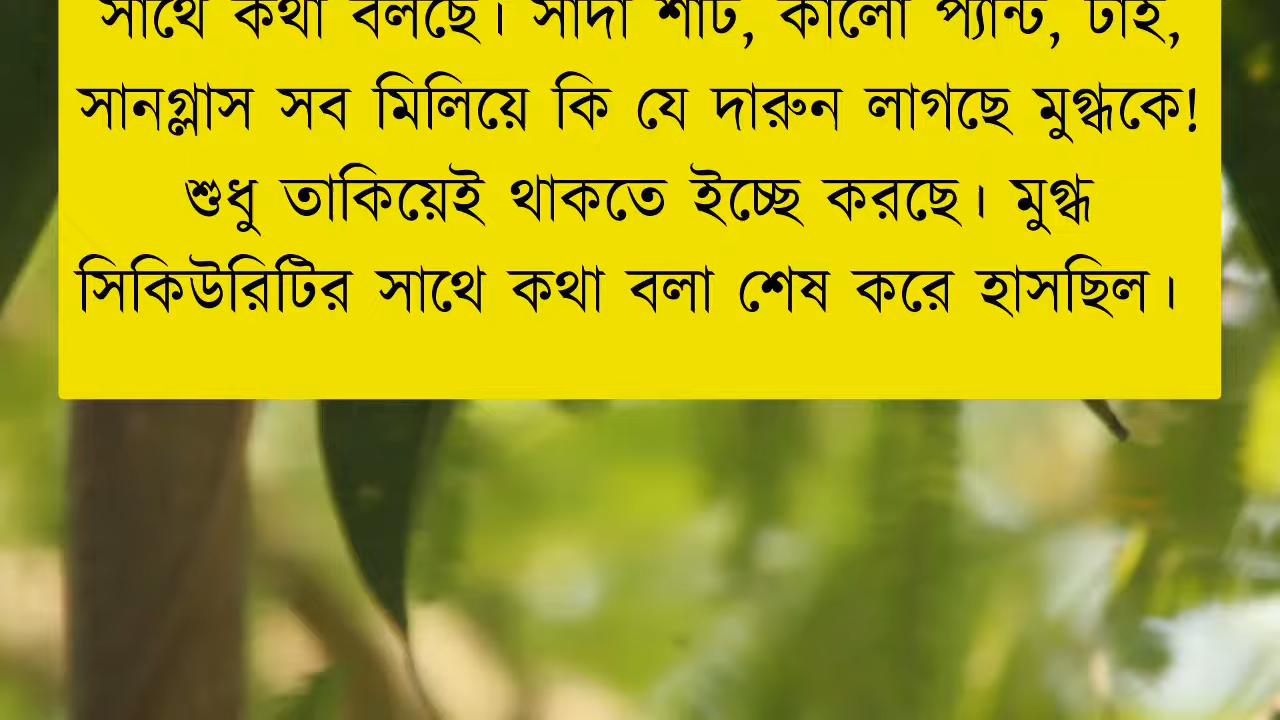 সাথে কথা বলছে। সাদা শার্ট, কালো প্যান্ট, টাই,
সানগ্লাস সব মিলিয়ে কি যে দারুন লাগছে মুগ্ধকে!
শুধু তাকিয়েই থাকতে ইচ্ছে করছে। মুগ্ধ
সিকিউরিটির সাথে কথা বলা শেষ করে হাসছিল।